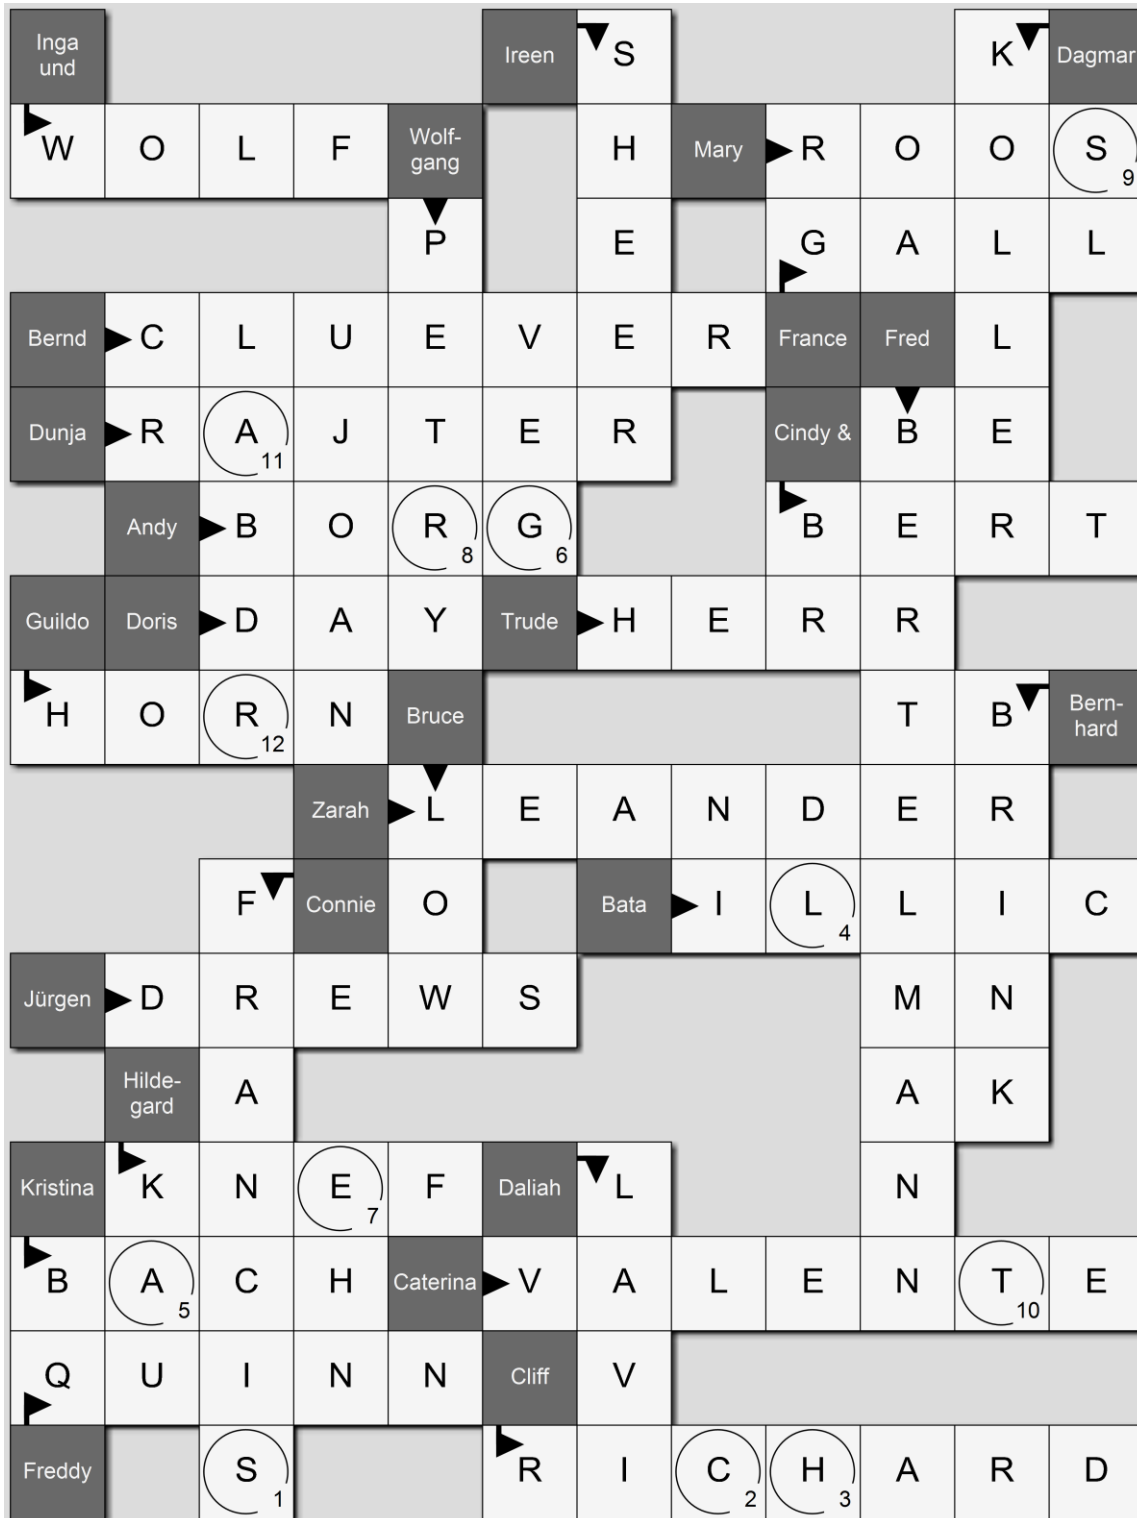 Inga und Ireen S K Dagmar
W O L F Wolf-gang H Mary R O O S 9
P E G A L L
Bernd C L U E V E R France Fred L
Dunja R A 11 J T E R Cindy & B E
Andy B O R 8 G 6 B E R T
Guildo Doris D A Y Trude H E R R
H O R 12 N Bruce T B Bern-hard
Zarah L E A N D E R
F Connie O Bata I L 4 L I C
Jürgen D R E W S M N
Hilde-gard A A K
Kristina K N E 7 F Daliah L N
B A 5 C H Caterina V A L E N T 10 E
Q U I N N Cliff V
Freddy S 1 R I C 2 H 3 A R D